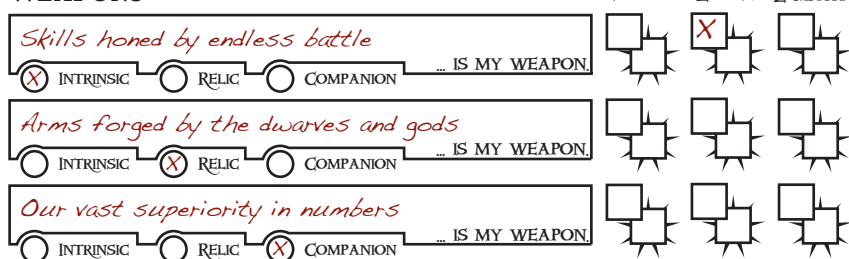 Skills honed by endless battle
X INTRINSIC RELIC COMPANION ... IS MY WEAPON.
X
Arms forged by the dwarves and gods
INTRINSIC X RELIC COMPANION ... IS MY WEAPON.
Our vast superiority in numbers
INTRINSIC RELIC X COMPANION ... IS MY WEAPON.